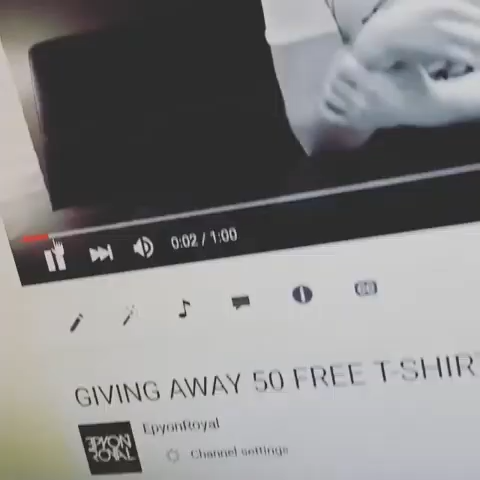 0:02 / 1:00
GIVING AWAY 50 FREE T-SHIR
EpyonRoyal
EPYON
ROYAL
Channel settings